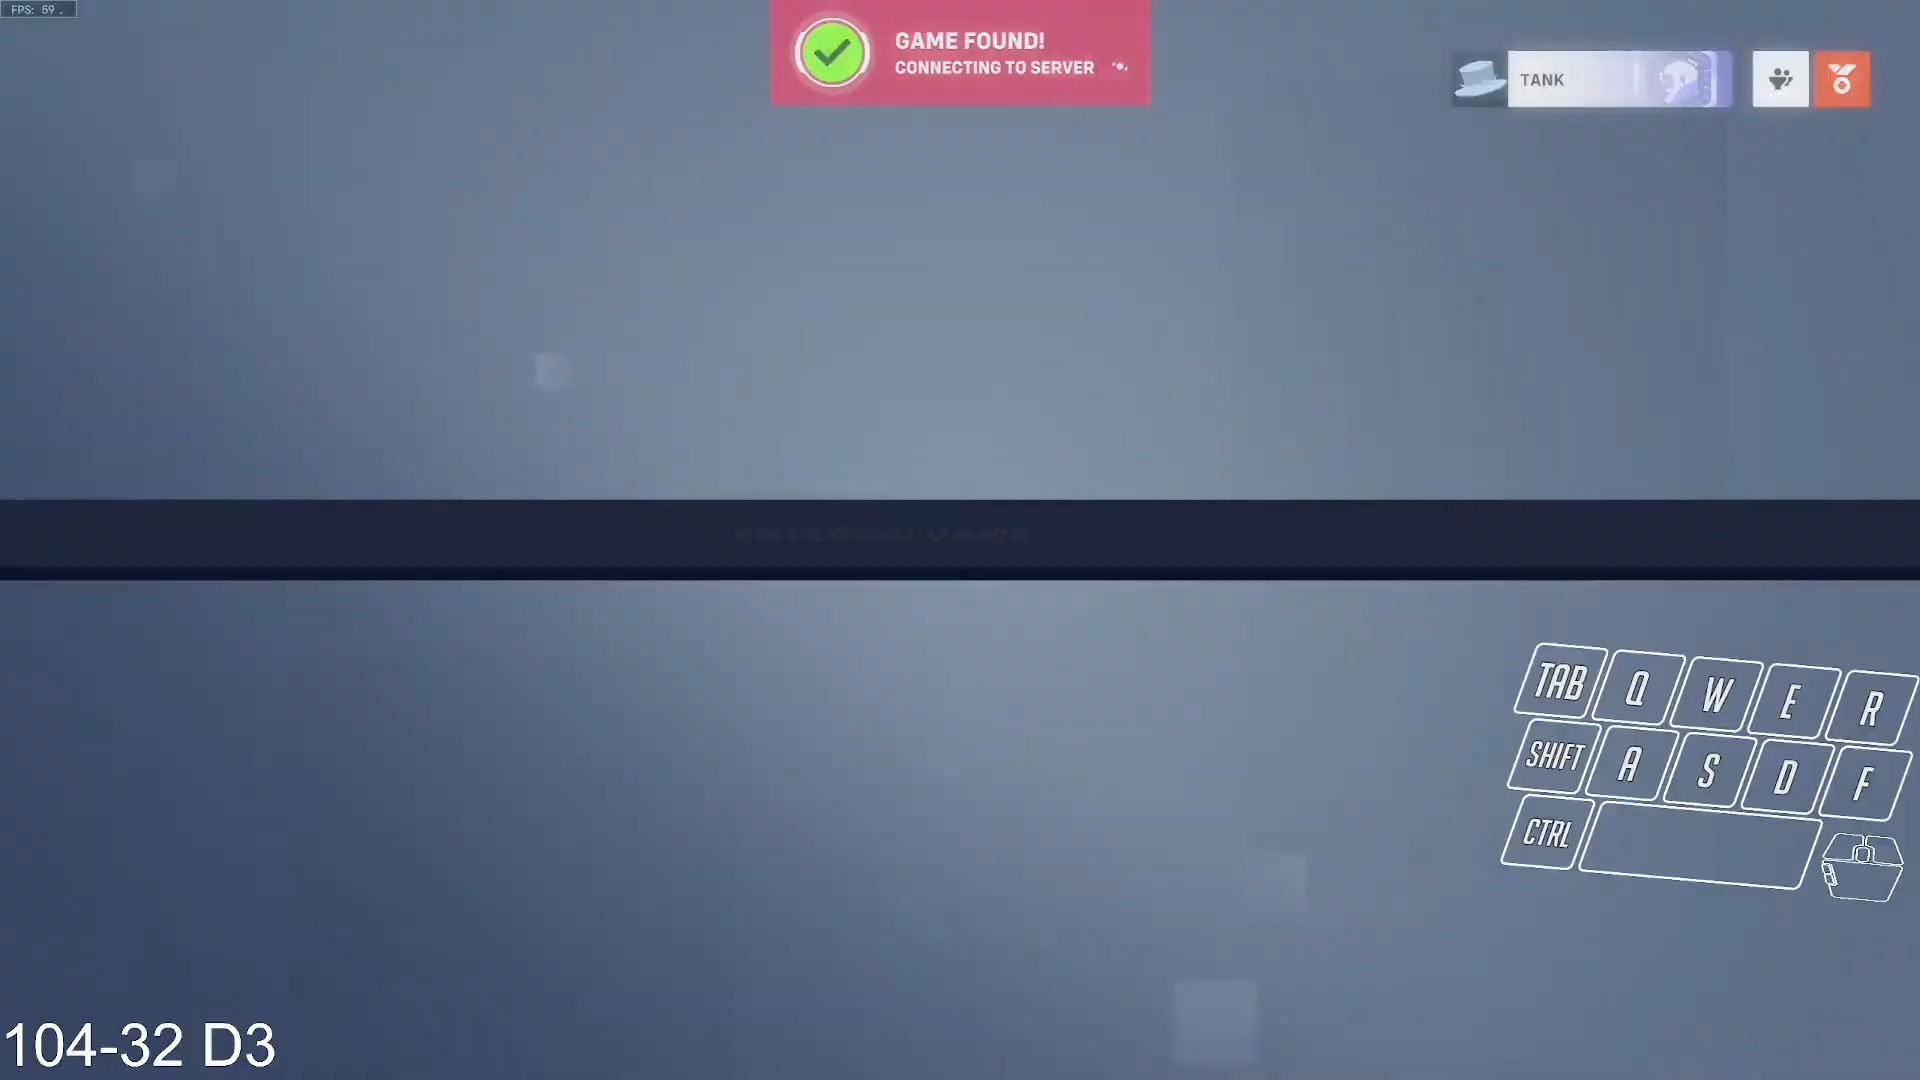 FPS: 59
GAME FOUND!
CONNECTING TO SERVER
TANK
TAB Q W E R
SHIFT A S D F
CTRL
104-32 D3